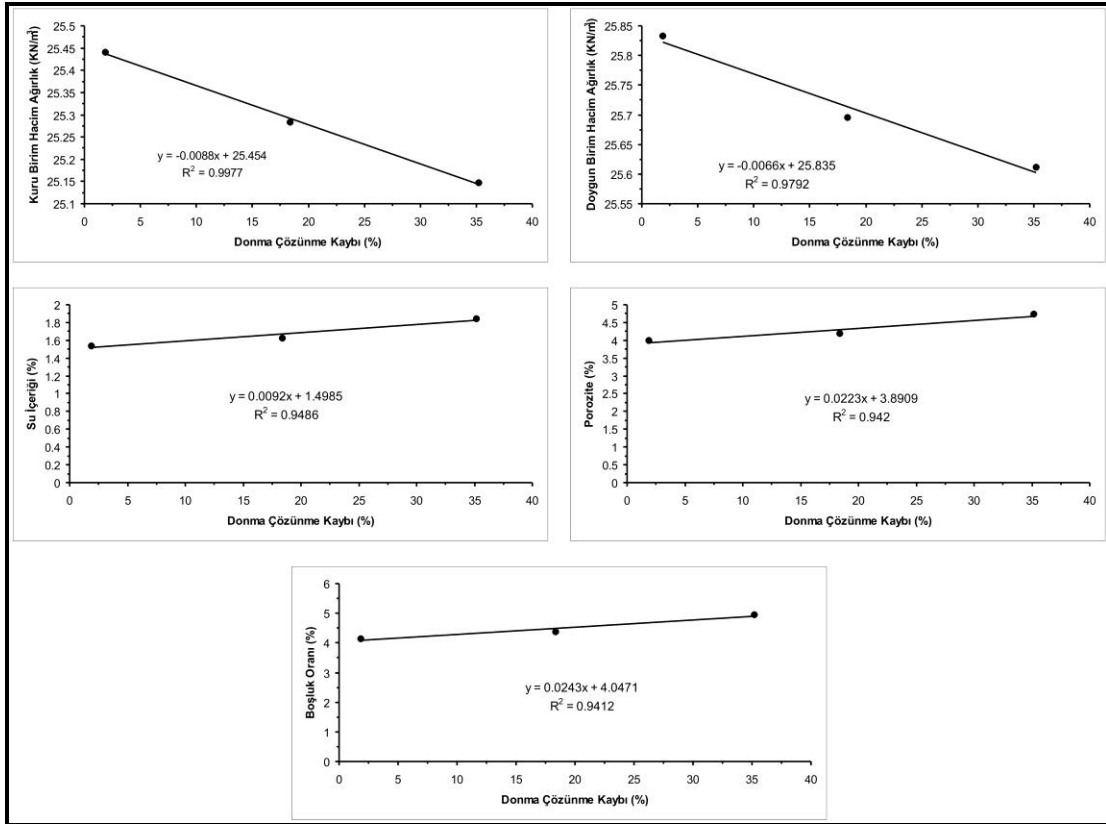 Kuru Birim Hacim Ağırlık (KN/m³)
25.5
25.45
25.4
25.35
25.3
25.25
25.2
25.15
25.1
y = -0.0088x + 25.454
R² = 0.9977
0 5 10 15 20 25 30 35 40
Donma Çözünme Kaybı (%)
Doygun Birim Hacim Ağırlık (KN/m³)
25.85
25.8
25.75
25.7
25.65
25.6
25.55
y = -0.0066x + 25.835
R² = 0.9792
0 5 10 15 20 25 30 35 40
Donma Çözünme Kaybı (%)
Su İçeriği (%)
2
1.8
1.6
1.4
1.2
1
0.8
0.6
0.4
0.2
0
y = 0.0092x + 1.4985
R² = 0.9486
0 5 10 15 20 25 30 35 40
Donma Çözünme Kaybı (%)
Porozite (%)
5
4.5
4
3.5
3
2.5
2
1.5
1
0.5
0
y = 0.0223x + 3.8909
R² = 0.942
0 5 10 15 20 25 30 35 40
Donma Çözünme Kaybı (%)
Boşluk Oranı (%)
6
5
4
3
2
1
0
y = 0.0243x + 4.0471
R² = 0.9412
0 5 10 15 20 25 30 35 40
Donma Çözünme Kaybı (%)